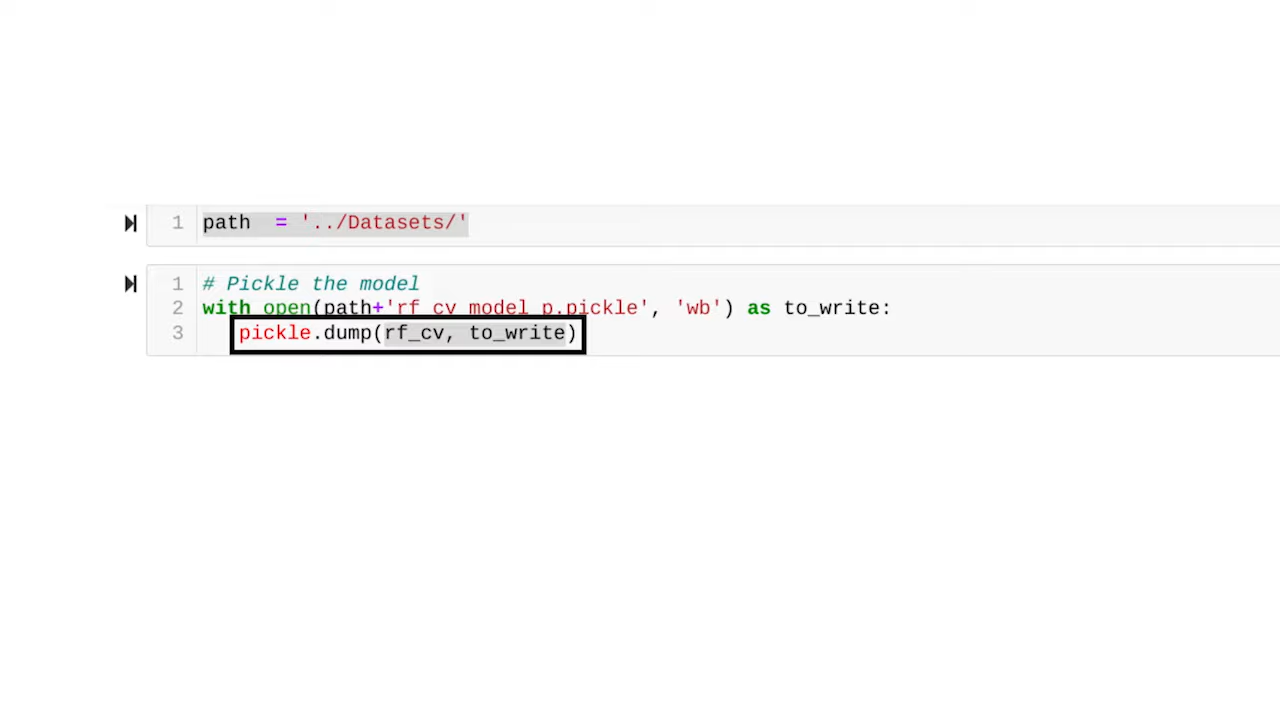 1 path  = '../Datasets/'
1 # Pickle the model
2 with open(path+'rf_cv_model_p.pickle', 'wb') as to_write:
3 pickle.dump(rf_cv, to_write)